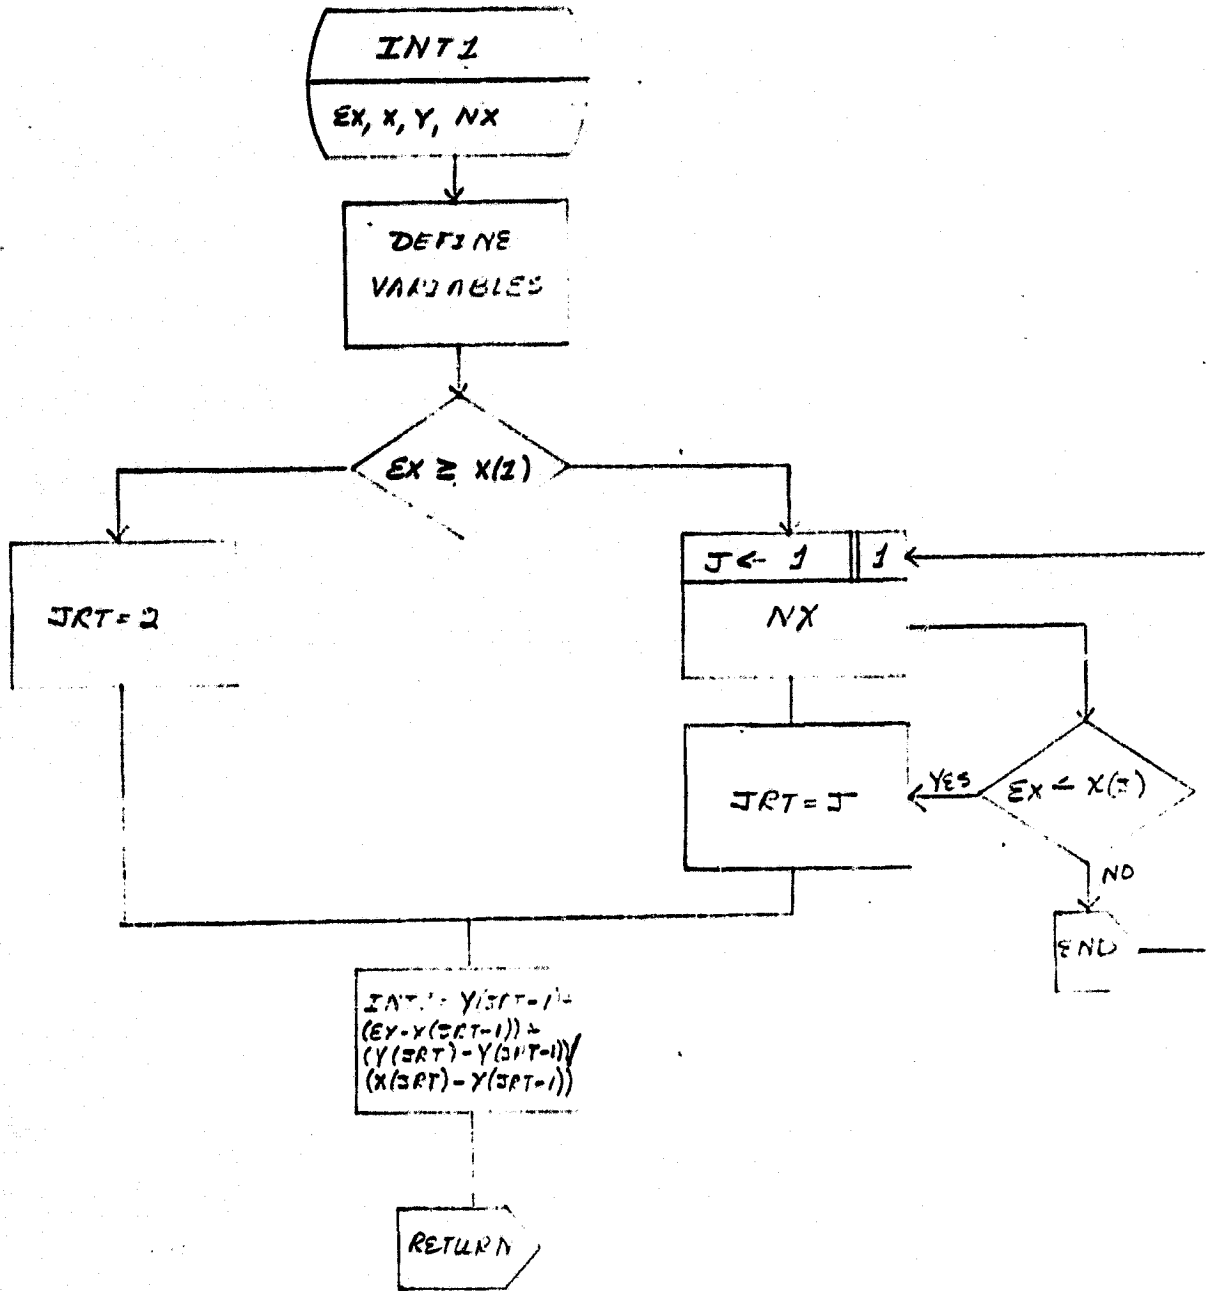 INT1
EX, X, Y, NX
DEFINE
VARIABLES
EX ≥ X(1)
J ← 1 1
NX
JRT = 2
JRT = J
YES
EX ≤ X(J)
NO
END
Y(JRT-1)
(EX-X(JRT-1))
(Y(JRT)-Y(JRT-1))/
(X(JRT)-Y(JRT-1))
RETURN